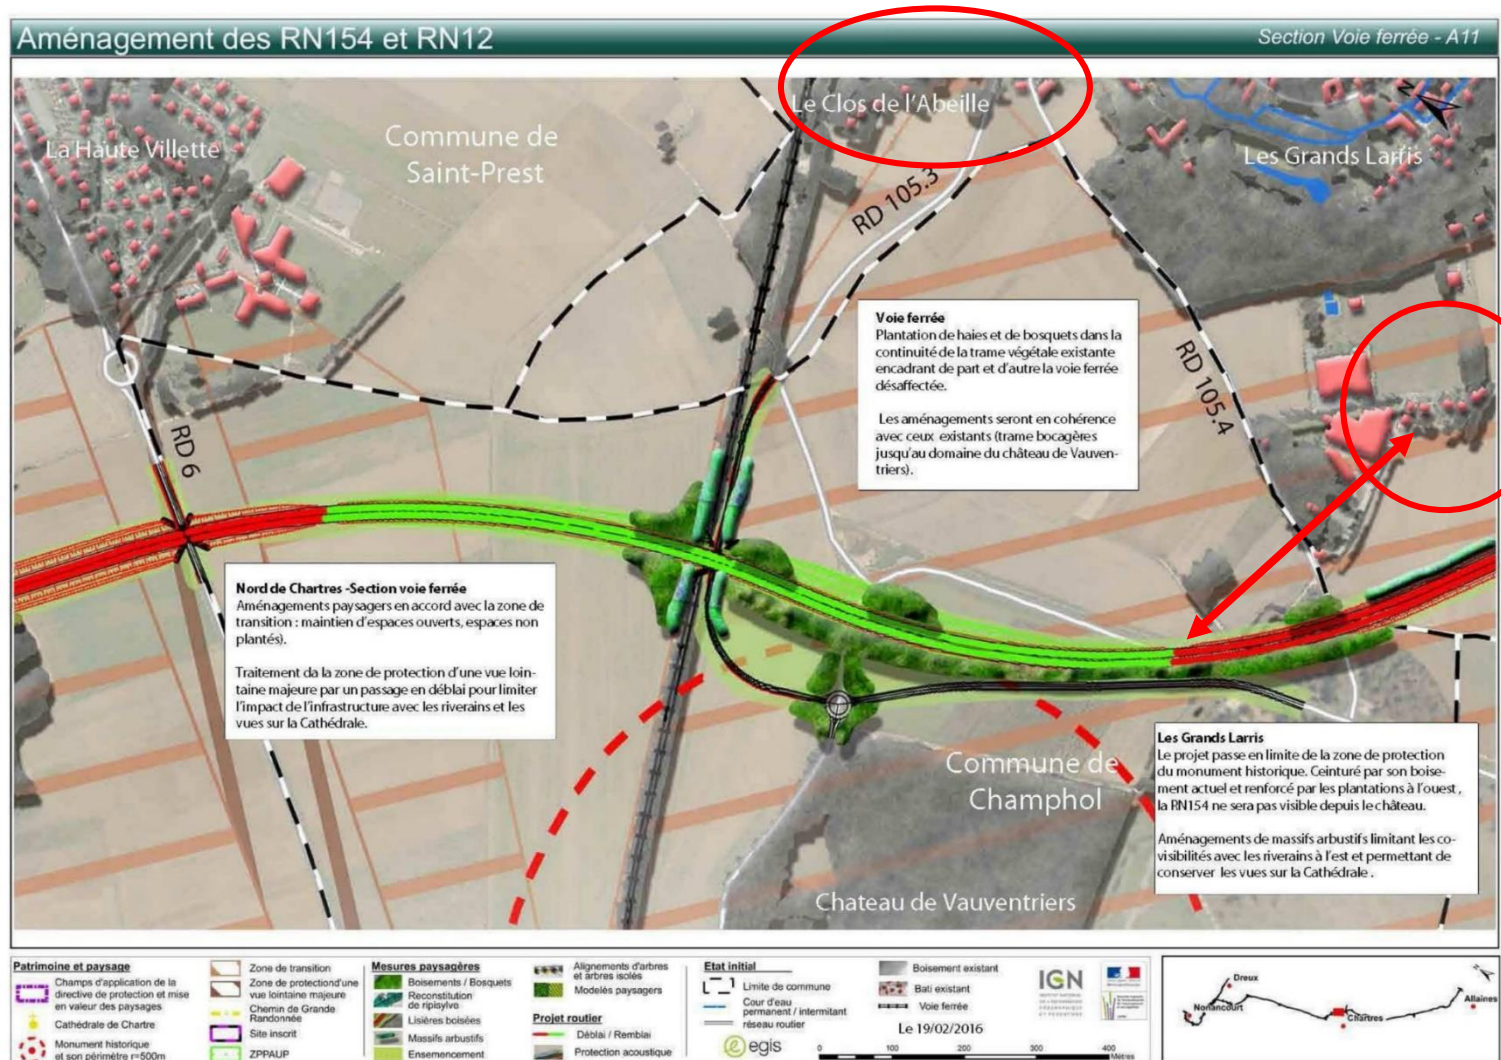 Aménagement des RN154 et RN12
Section Voie ferrée - A11
Le Clos de l'Abeille
La Haute Villette
Commune de
Saint-Prest
Les Grands Larris
N
RD 105.3
RD 105.4
RD 6
Voie ferrée
Plantation de haies et de bosquets dans la
continuité de la trame végétale existante
encadrant de part et d'autre la voie ferrée
désaffectée.
Les aménagements seront en cohérence
avec ceux existants (trame bocagères
jusqu'au domaine du château de Vauven-
triers).
Nord de Chartres -Section voie ferrée
Aménagements paysagers en accord avec la zone de
transition : maintien d'espaces ouverts, espaces non
plantés).
Traitement da la zone de protection d'une vue loin-
taine majeure par un passage en déblai pour limiter
l'impact de l'infrastructure avec les riverains et les
vues sur la Cathédrale.
Les Grands Larris
Le projet passe en limite de la zone de protection
du monument historique. Ceinturé par son boise-
ment actuel et renforcé par les plantations à l'ouest ,
la RN154 ne sera pas visible depuis le château.
Aménagements de massifs arbustifs limitant les co-
visibilités avec les riverains à l'est et permettant de
conserver les vues sur la Cathédrale .
Commune de
Champhol
Chateau de Vauventriers
Patrimoine et paysage
Champs d'application de la
directive de protection et mise
en valeur des paysages
Cathédrale de Chartre
Monument historique
et son périmètre r=500m
Zone de transition
Zone de protectiond'une
vue lointaine majeure
Chemin de Grande
Randonnée
Site inscrit
ZPPAUP
Mesures paysagères
Boisements / Bosquets
Reconstitution
de ripisylve
Lisières boisées
Massifs arbustifs
Ensemencement
Alignements d'arbres
et arbres isolés
Modelés paysagers
Projet routier
Déblai / Remblai
Protection acoustique
Etat initial
Limite de commune
Cour d'eau
permanent / intermitant
réseau routier
Boisement existant
Bati existant
Voie ferrée
Le 19/02/2016
egis
IGN
0 100 200 300 400
Mètres
Dreux
Nonancourt
Chartres
Allaines
N